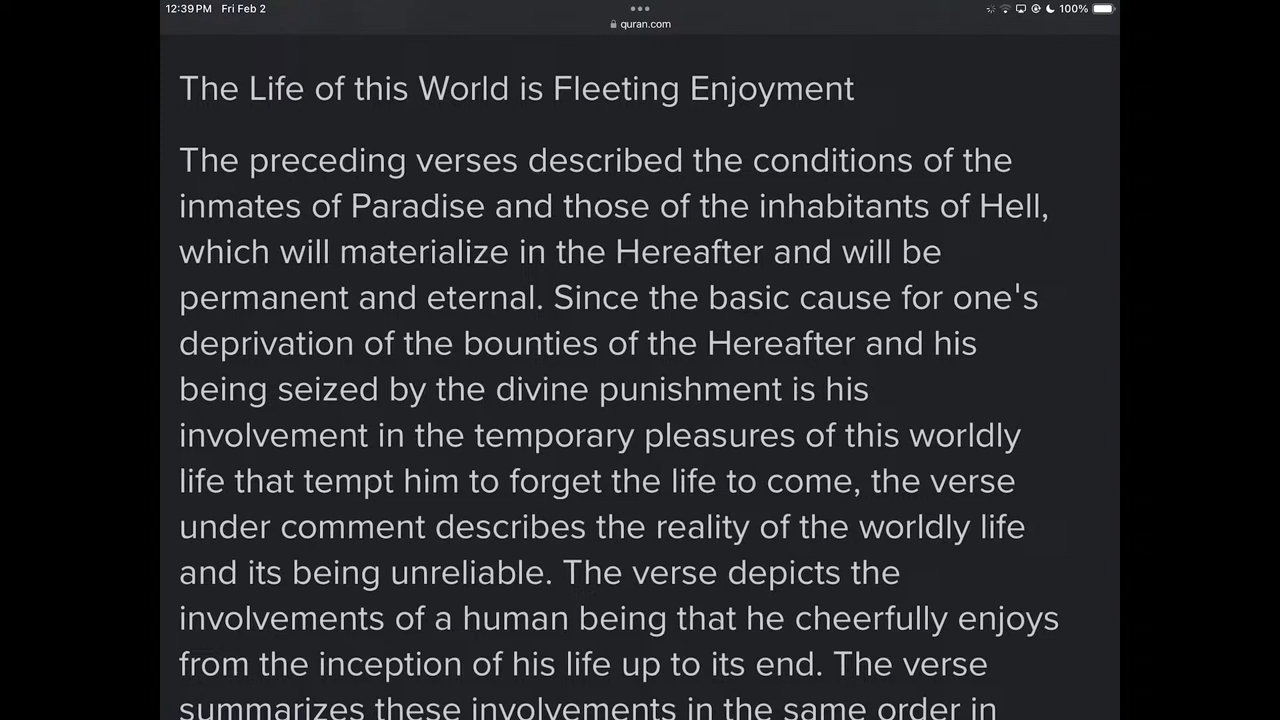 12:39 PM Fri Feb 2
100%
quran.com
The Life of this World is Fleeting Enjoyment
The preceding verses described the conditions of the
inmates of Paradise and those of the inhabitants of Hell,
which will materialize in the Hereafter and will be
permanent and eternal. Since the basic cause for one's
deprivation of the bounties of the Hereafter and his
being seized by the divine punishment is his
involvement in the temporary pleasures of this worldly
life that tempt him to forget the life to come, the verse
under comment describes the reality of the worldly life
and its being unreliable. The verse depicts the
involvements of a human being that he cheerfully enjoys
from the inception of his life up to its end. The verse
summarizes these involvements in the same order in